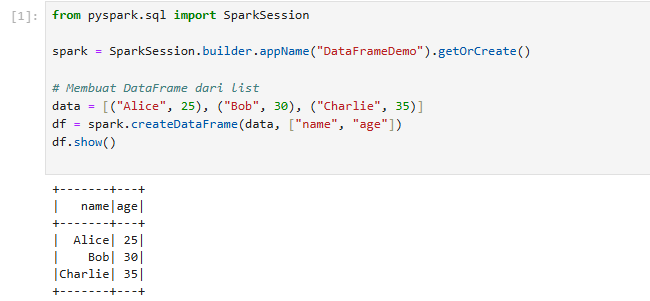 [1]: from pyspark.sql import SparkSession
spark = SparkSession.builder.appName("DataFrameDemo").getOrCreate()
# Membuat DataFrame dari list
data = [("Alice", 25), ("Bob", 30), ("Charlie", 35)]
df = spark.createDataFrame(data, ["name", "age"])
df.show()
+-------+---+
|   name|age|
+-------+---+
|  Alice| 25|
|    Bob| 30|
|Charlie| 35|
+-------+---+